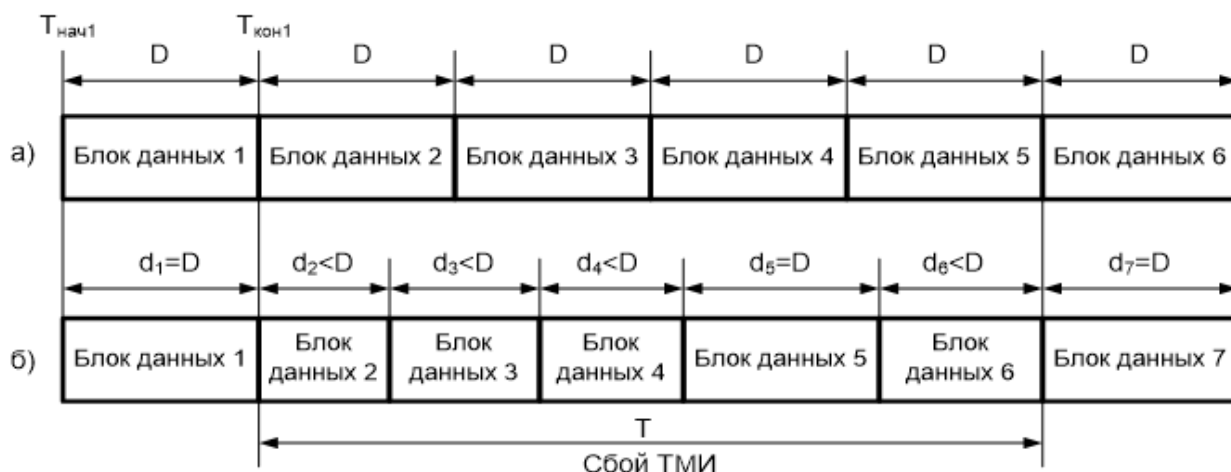 Tнач1 Tкон1
D D D D D D
а) Блок данных 1 Блок данных 2 Блок данных 3 Блок данных 4 Блок данных 5 Блок данных 6
d₁=D d₂<D d₃<D d₄<D d₅=D d₆<D d₇=D
б) Блок данных 1 Блок данных 2 Блок данных 3 Блок данных 4 Блок данных 5 Блок данных 6 Блок данных 7
T
Сбой ТМИ